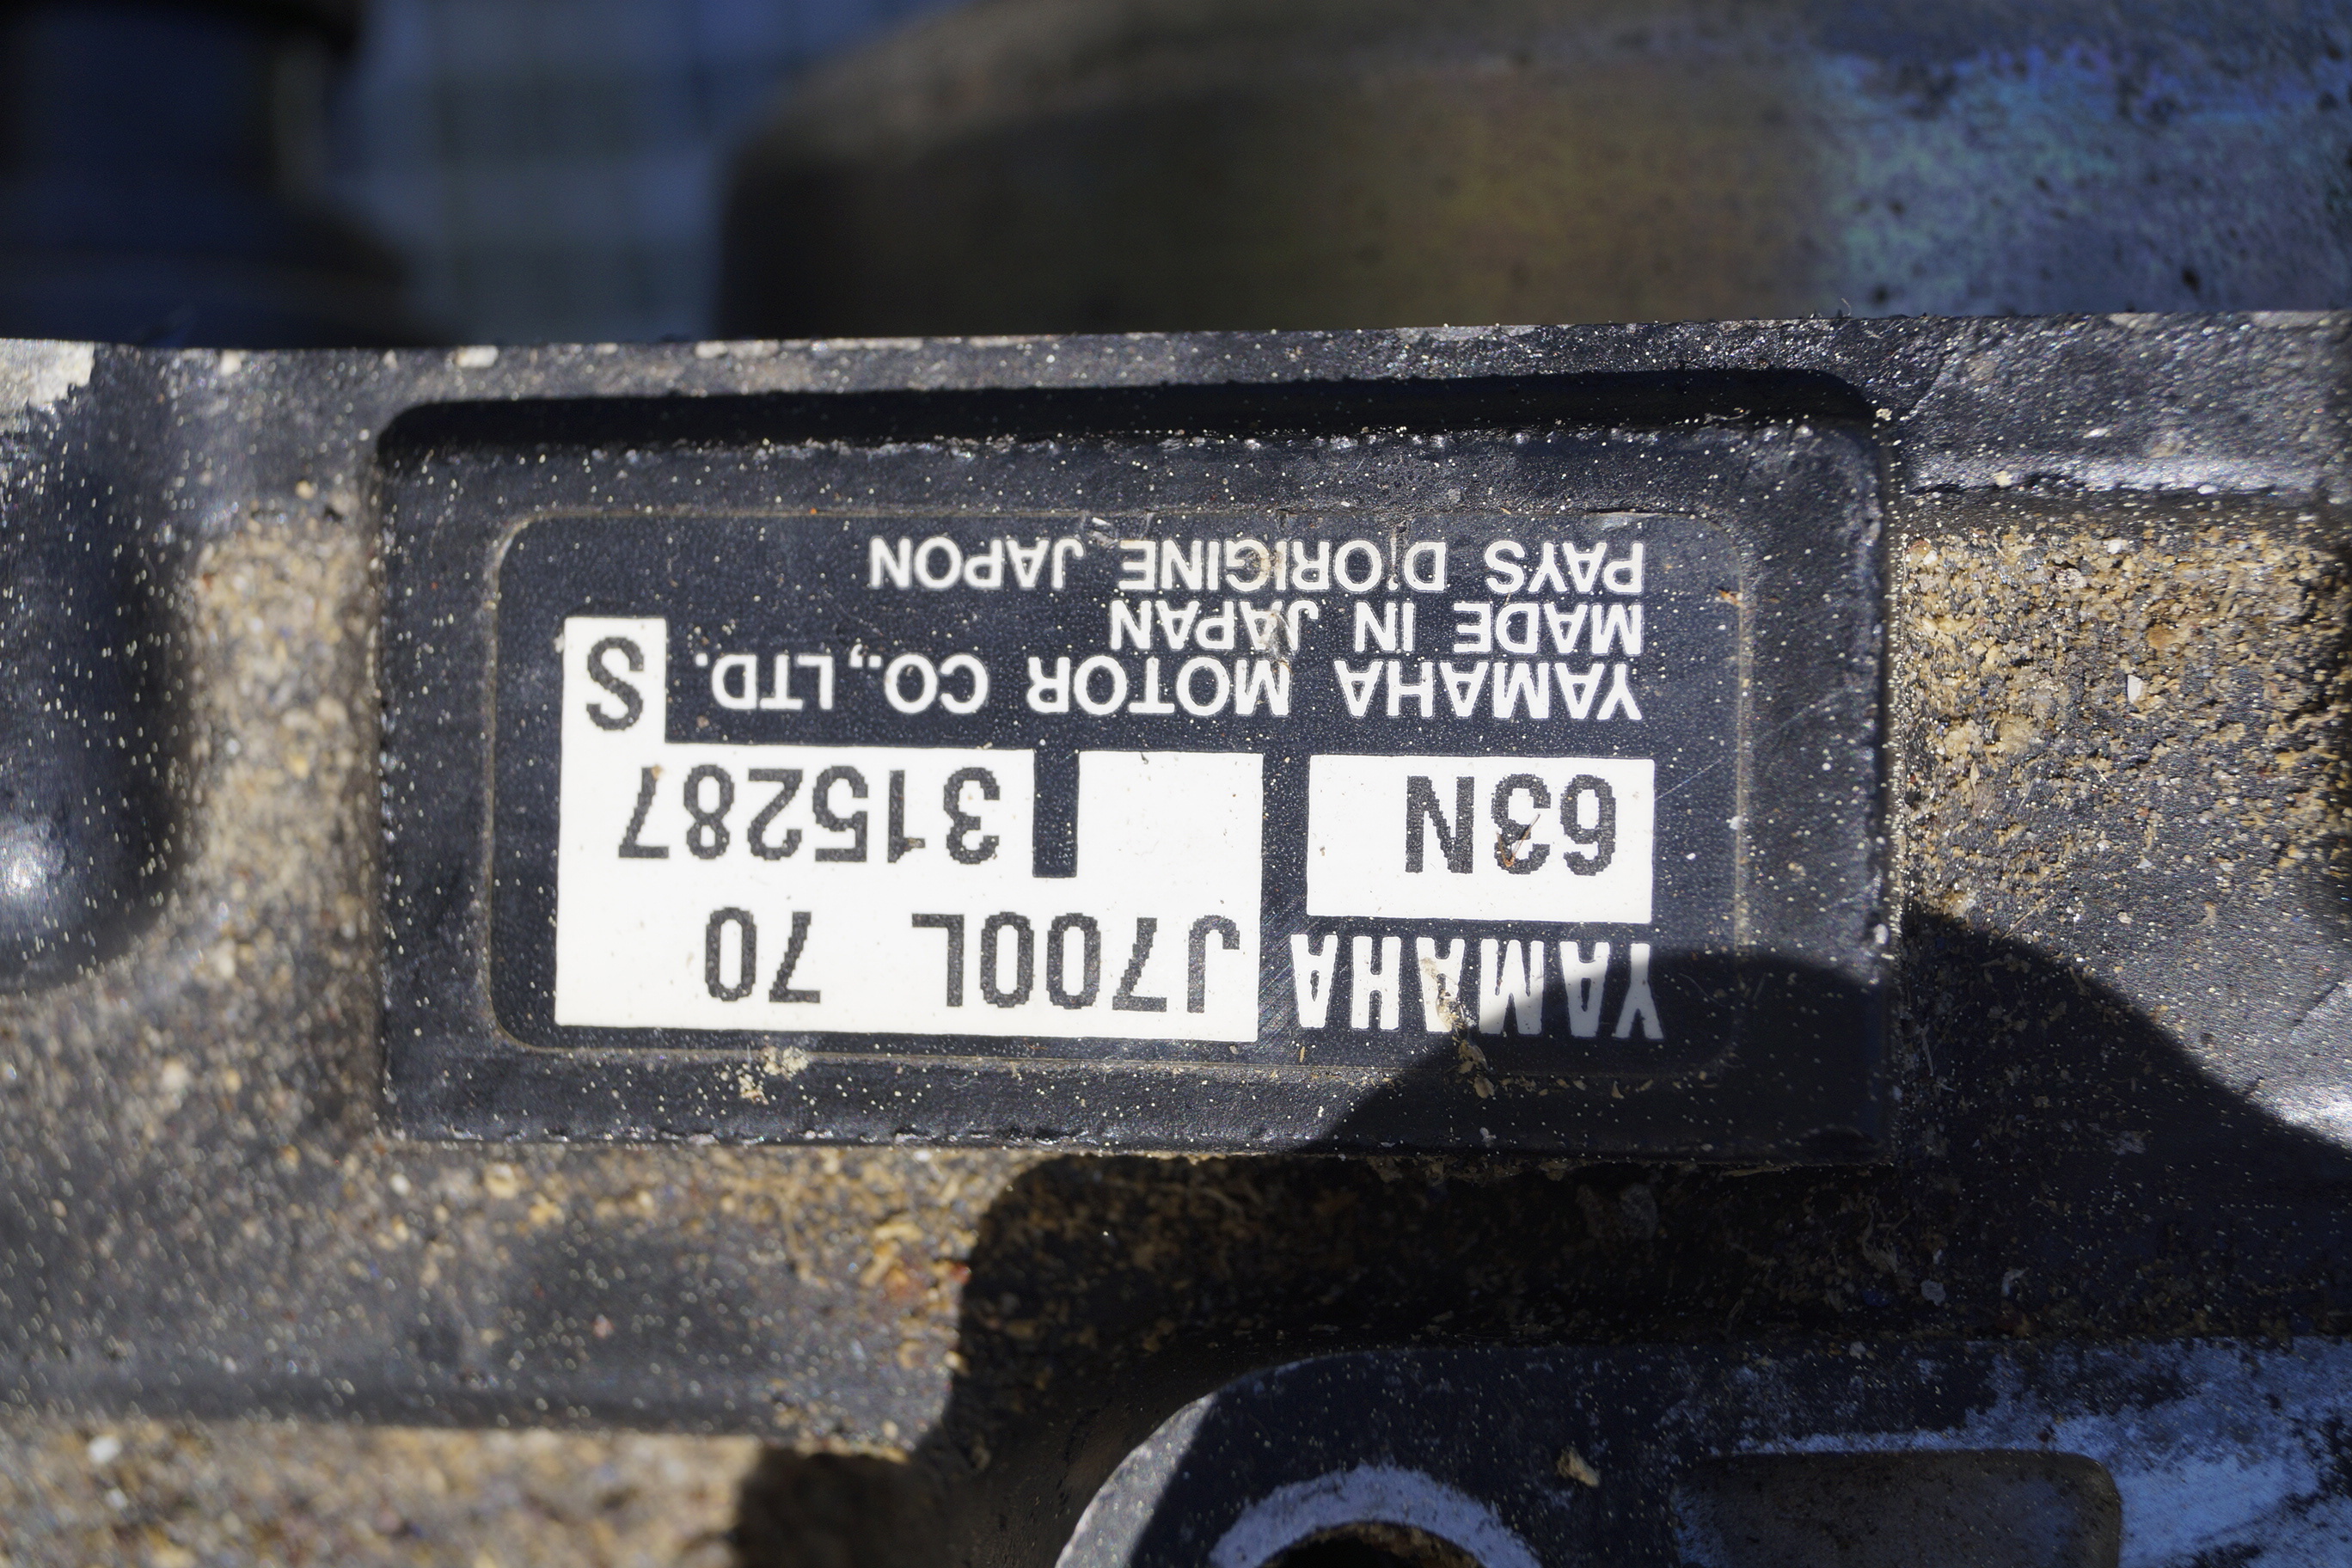 YAMAHA J700L 70
63N 315287
YAMAHA MOTOR CO., LTD. S
MADE IN JAPAN
PAYS D'ORIGINE JAPON